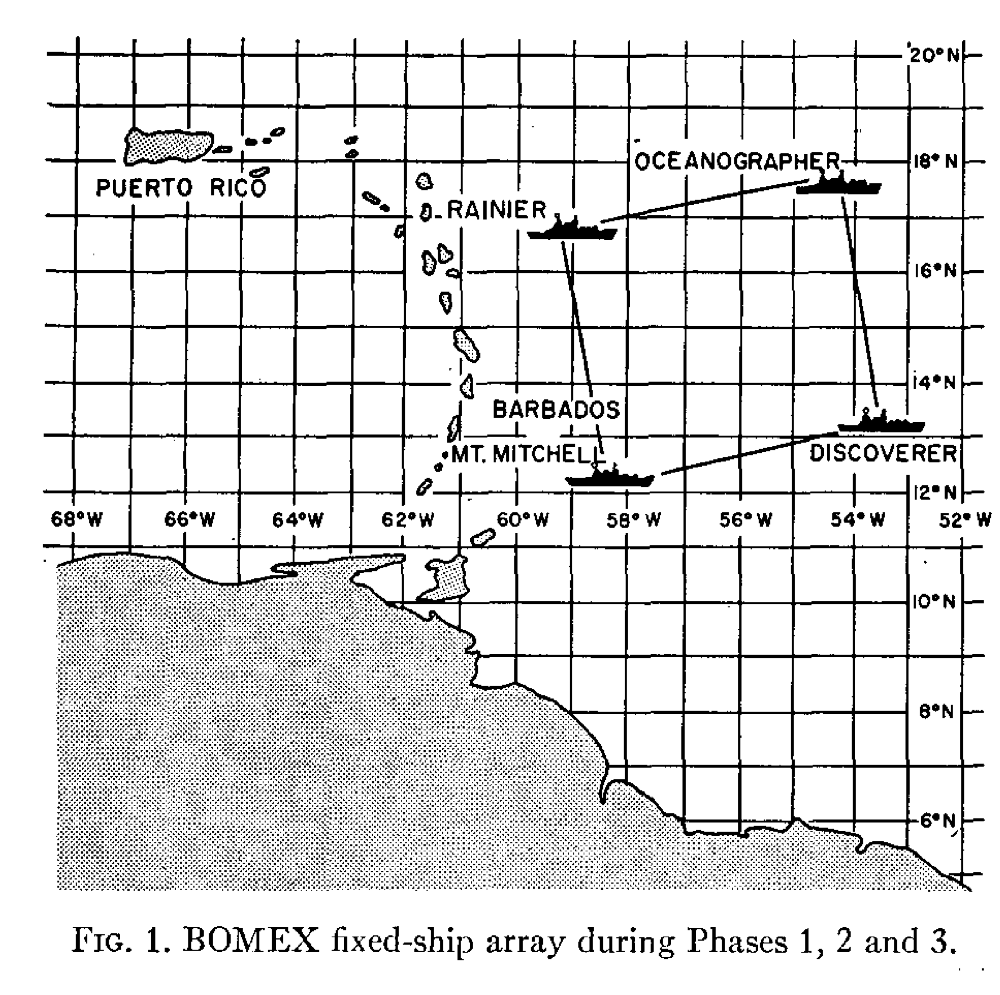 20°N
OCEANOGRAPHER 18°N
PUERTO RICO
RAINIER
16°N
14°N
BARBADOS
MT. MITCHELL DISCOVERER
12°N
68°W 66°W 64°W 62°W 60°W 58°W 56°W 54°W 52°W
10°N
8°N
6°N
FIG. 1. BOMEX fixed-ship array during Phases 1, 2 and 3.